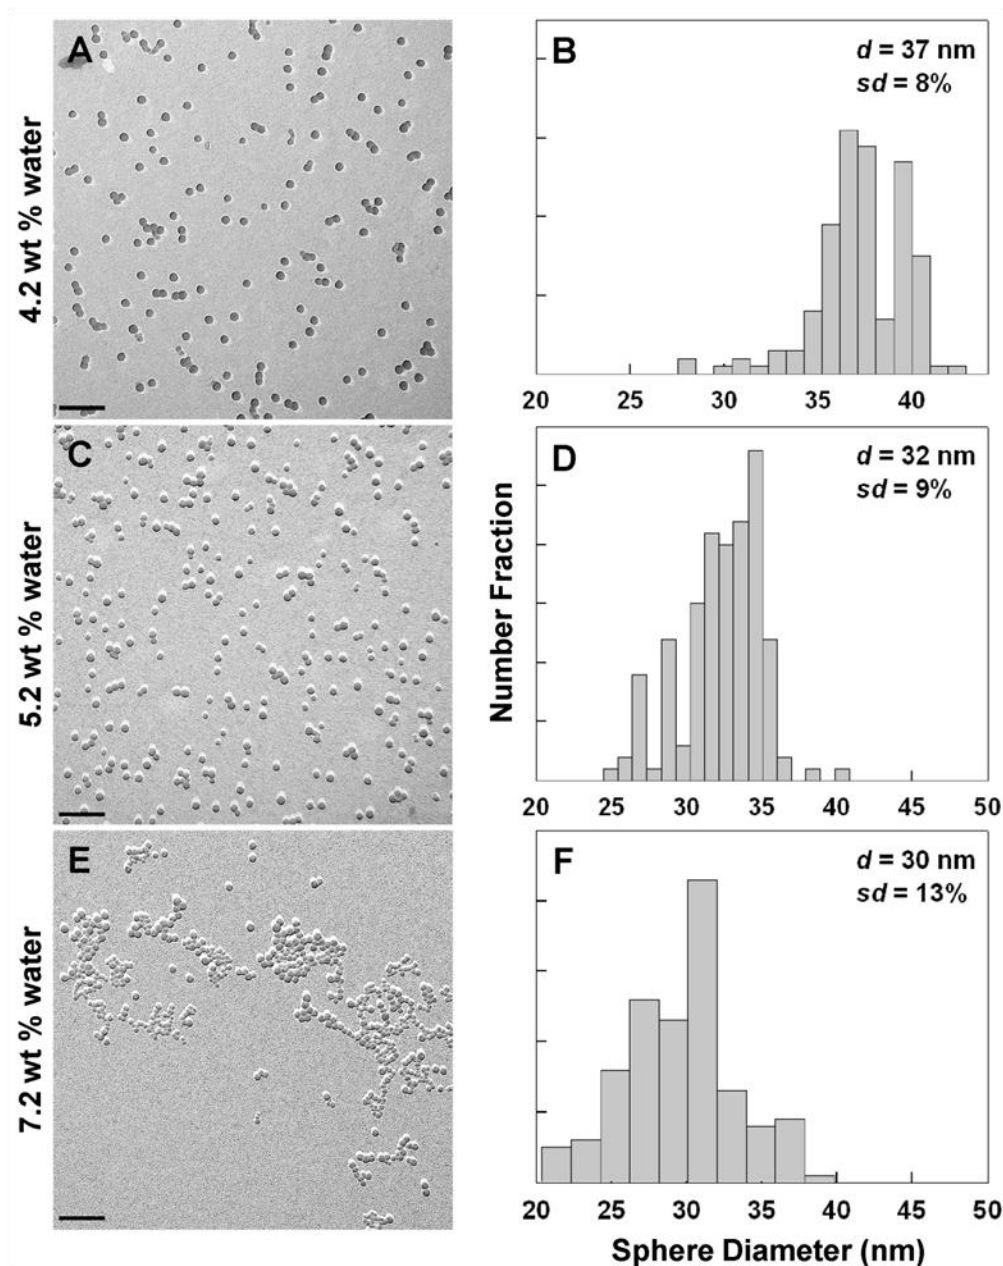 4.2 wt % water
A
B
d = 37 nm
sd = 8%
20 25 30 35 40
5.2 wt % water
C
Number Fraction
D
d = 32 nm
sd = 9%
20 25 30 35 40 45 50
7.2 wt % water
E
F
d = 30 nm
sd = 13%
20 25 30 35 40 45 50
Sphere Diameter (nm)